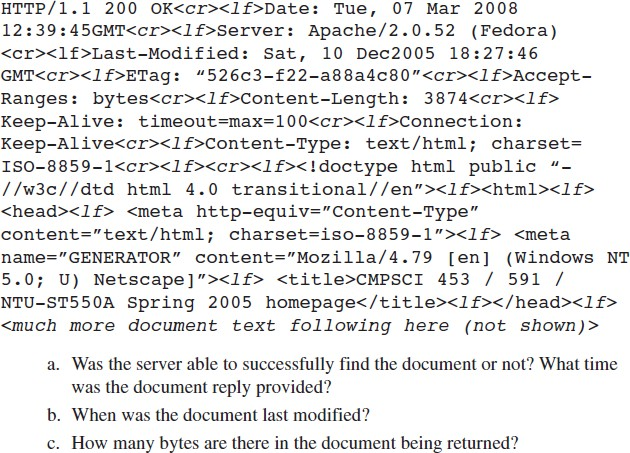 HTTP/1.1 200 OK<cr><lf>Date: Tue, 07 Mar 2008
12:39:45GMT<cr><lf>Server: Apache/2.0.52 (Fedora)
<cr><lf>Last-Modified: Sat, 10 Dec2005 18:27:46
GMT<cr><lf>ETag: “526c3-f22-a88a4c80”<cr><lf>Accept-
Ranges: bytes<cr><lf>Content-Length: 3874<cr><lf>
Keep-Alive: timeout=max=100<cr><lf>Connection:
Keep-Alive<cr><lf>Content-Type: text/html; charset=
ISO-8859-1<cr><lf><cr><lf><!doctype html public “-
//w3c//dtd html 4.0 transitional//en”><lf><html><lf>
<head><lf> <meta http-equiv=”Content-Type”
content=”text/html; charset=iso-8859-1”><lf> <meta
name=”GENERATOR” content=”Mozilla/4.79 [en] (Windows NT
5.0; U) Netscape]”><lf> <title>CMPSCI 453 / 591 /
NTU-ST550A Spring 2005 homepage</title><lf></head><lf>
<much more document text following here (not shown)>
a. Was the server able to successfully find the document or not? What time
was the document reply provided?
b. When was the document last modified?
c. How many bytes are there in the document being returned?